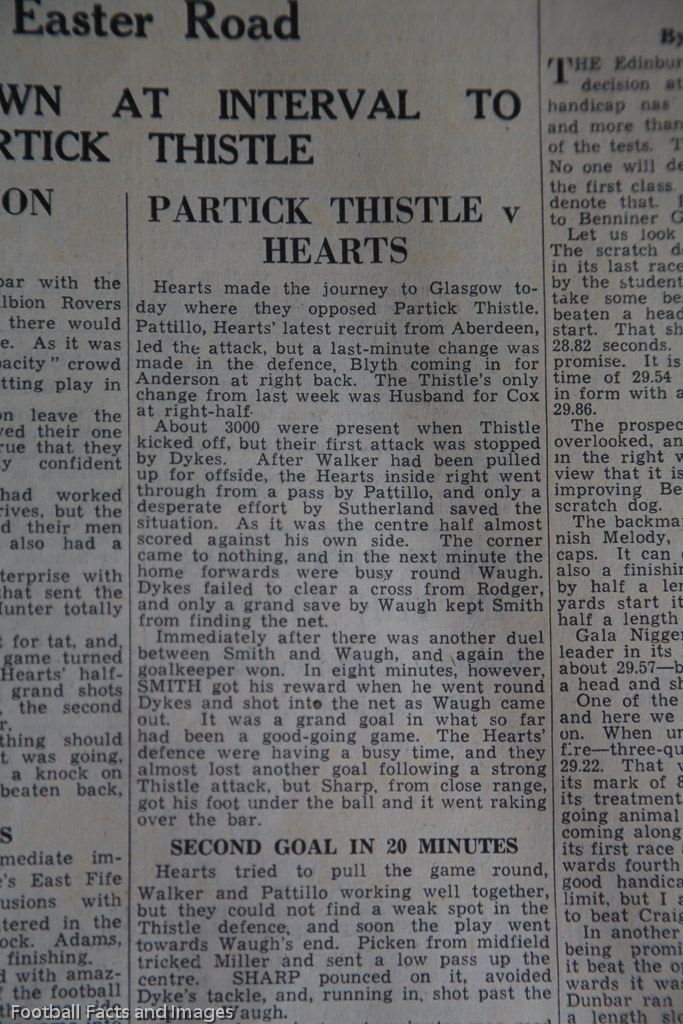 Easter Road
WN AT INTERVAL TO
RTICK THISTLE
ON
bar with the
lbion Rovers
there would
e. As it was
pacity" crowd
tting play in
on leave the
yed their one
rue that they
y confident
had worked
rives, but the
d their men
also had a
terprise with
that sent the
Hunter totally
t for tat, and,
game turned
Hearts' half-
grand shots
, the second
r.
thing should
t was going,
a knock on
beaten back,
S
mediate im-
's East Fife
usions with
tered in the
ock. Adams,
finishing.
d with amaz-
f the football
PARTICK THISTLE v
HEARTS
Hearts made the journey to Glasgow to-
day where they opposed Partick Thistle.
Pattillo, Hearts' latest recruit from Aberdeen,
led the attack, but a last-minute change was
made in the defence, Blyth coming in for
Anderson at right back. The Thistle's only
change from last week was Husband for Cox
at right-half.
About 3000 were present when Thistle
kicked off, but their first attack was stopped
by Dykes. After Walker had been pulled
up for offside, the Hearts inside right went
through from a pass by Pattillo, and only a
desperate effort by Sutherland saved the
situation. As it was the centre half almost
scored against his own side. The corner
came to nothing, and in the next minute the
home forwards were busy round Waugh.
Dykes failed to clear a cross from Rodger,
and only a grand save by Waugh kept Smith
from finding the net.
Immediately after there was another duel
between Smith and Waugh, and again the
goalkeeper won. In eight minutes, however,
SMITH got his reward when he went round
Dykes and shot into the net as Waugh came
out. It was a grand goal in what so far
had been a good-going game. The Hearts'
defence were having a busy time, and they
almost lost another goal following a strong
Thistle attack, but Sharp, from close range,
got his foot under the ball and it went raking
over the bar.
SECOND GOAL IN 20 MINUTES
Hearts tried to pull the game round,
Walker and Pattillo working well together,
but they could not find a weak spot in the
Thistle defence, and soon the play went
towards Waugh's end. Picken from midfield
tricked Miller and sent a low pass up the
centre. SHARP pounced on it, avoided
Dyke's tackle, and, running in, shot past the
augh.
By
THE Edinbur
decision at
handicap has
and more than
of the tests. T
No one will de
the first class.
denote that. I
to Benniner G
Let us look
The scratch d
in its last race
by the student
take some be
beaten a head
start. That sh
28.82 seconds.
promise. It is
time of 29.54
in form with a
29.86.
The prospec
overlooked, an
in the right w
view that it is
improving Be
scratch dog.
The backma
nish Melody,
caps. It can
also a finishin
by half a len
yards start it
half a length
Gala Nigger
leader in its
about 29.57—b
a head and sh
One of the
and here we
on. When un
fire—three-qu
29.22. That v
its mark of 8
its treatment
going animal
coming along
its first race
wards fourth
good handica
limit, but I a
to beat Craig
In another
being promi
it beat the o
wards it was
Dunbar ran
a length slo
Football Facts and Images